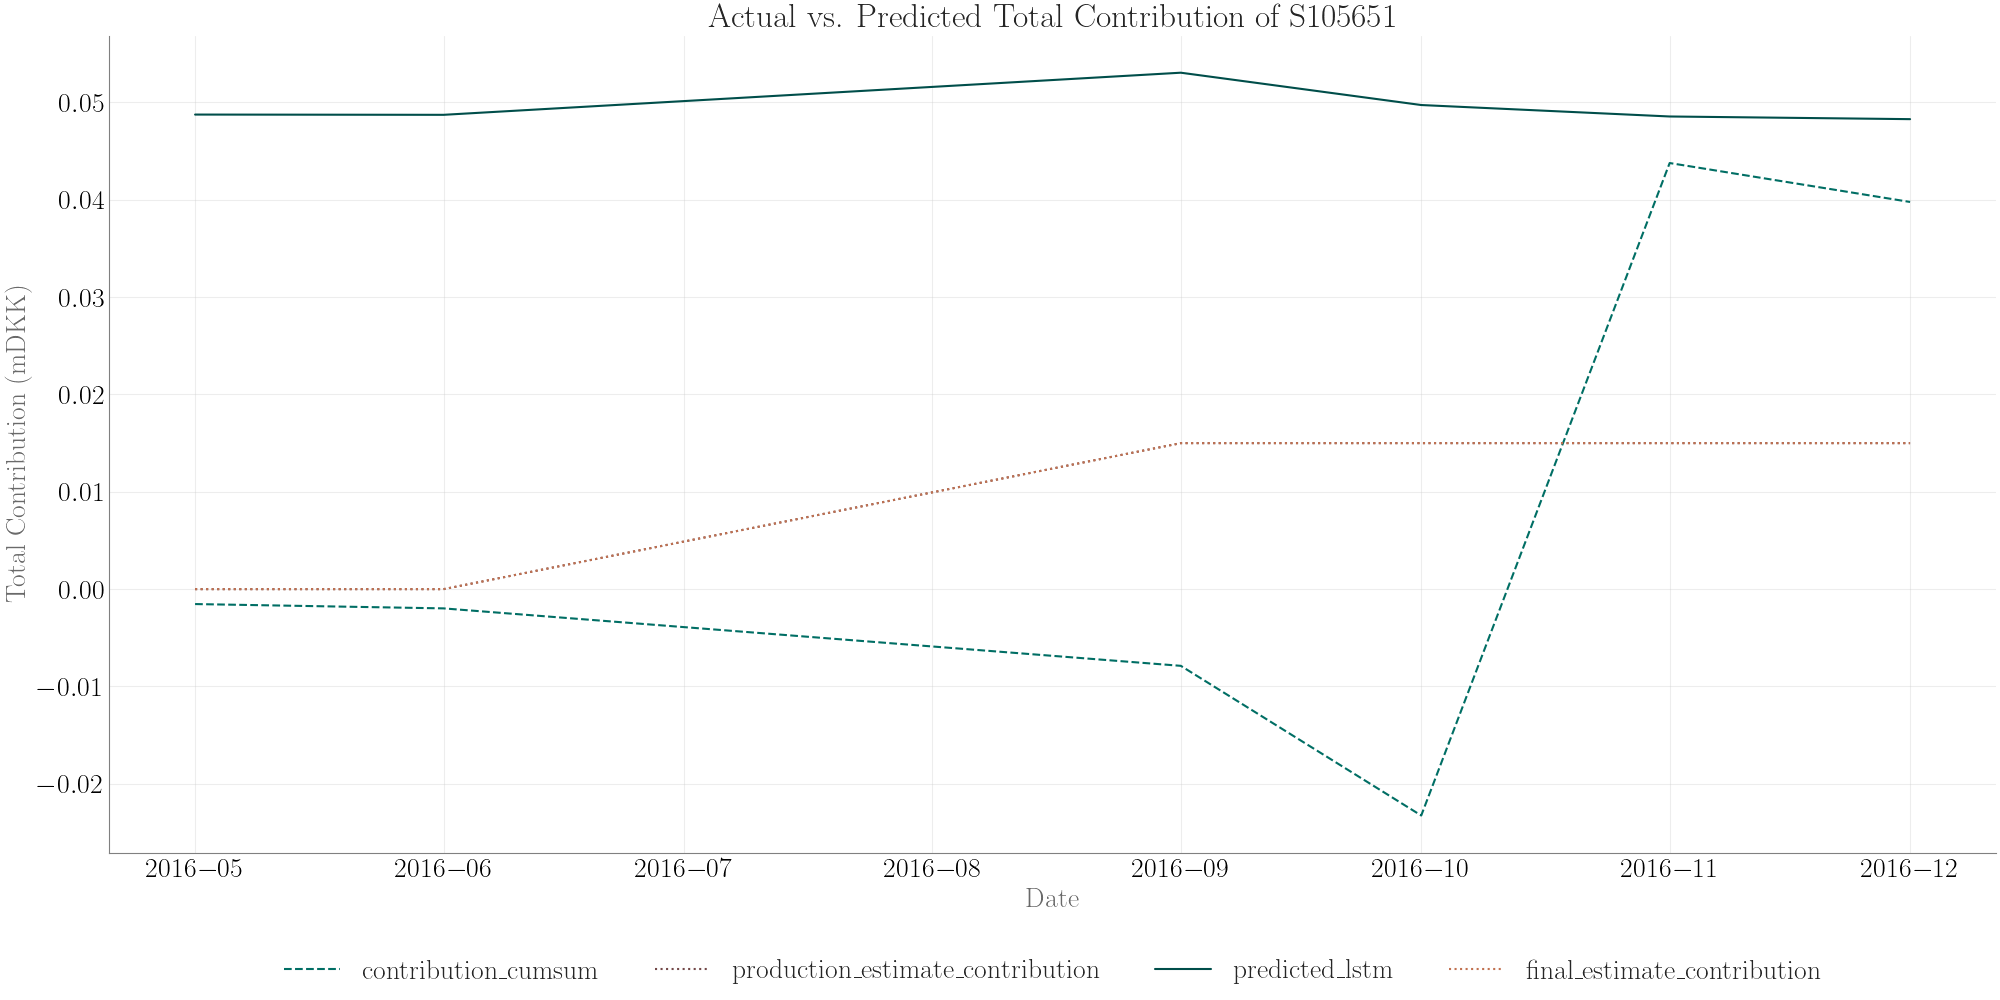 Actual vs. Predicted Total Contribution of S105651
Total Contribution (mDKK)
0.05
0.04
0.03
0.02
0.01
0.00
−0.01
−0.02
2016−05 2016−06 2016−07 2016−08 2016−09 2016−10 2016−11 2016−12
Date
contribution_cumsum production_estimate_contribution predicted_lstm final_estimate_contribution